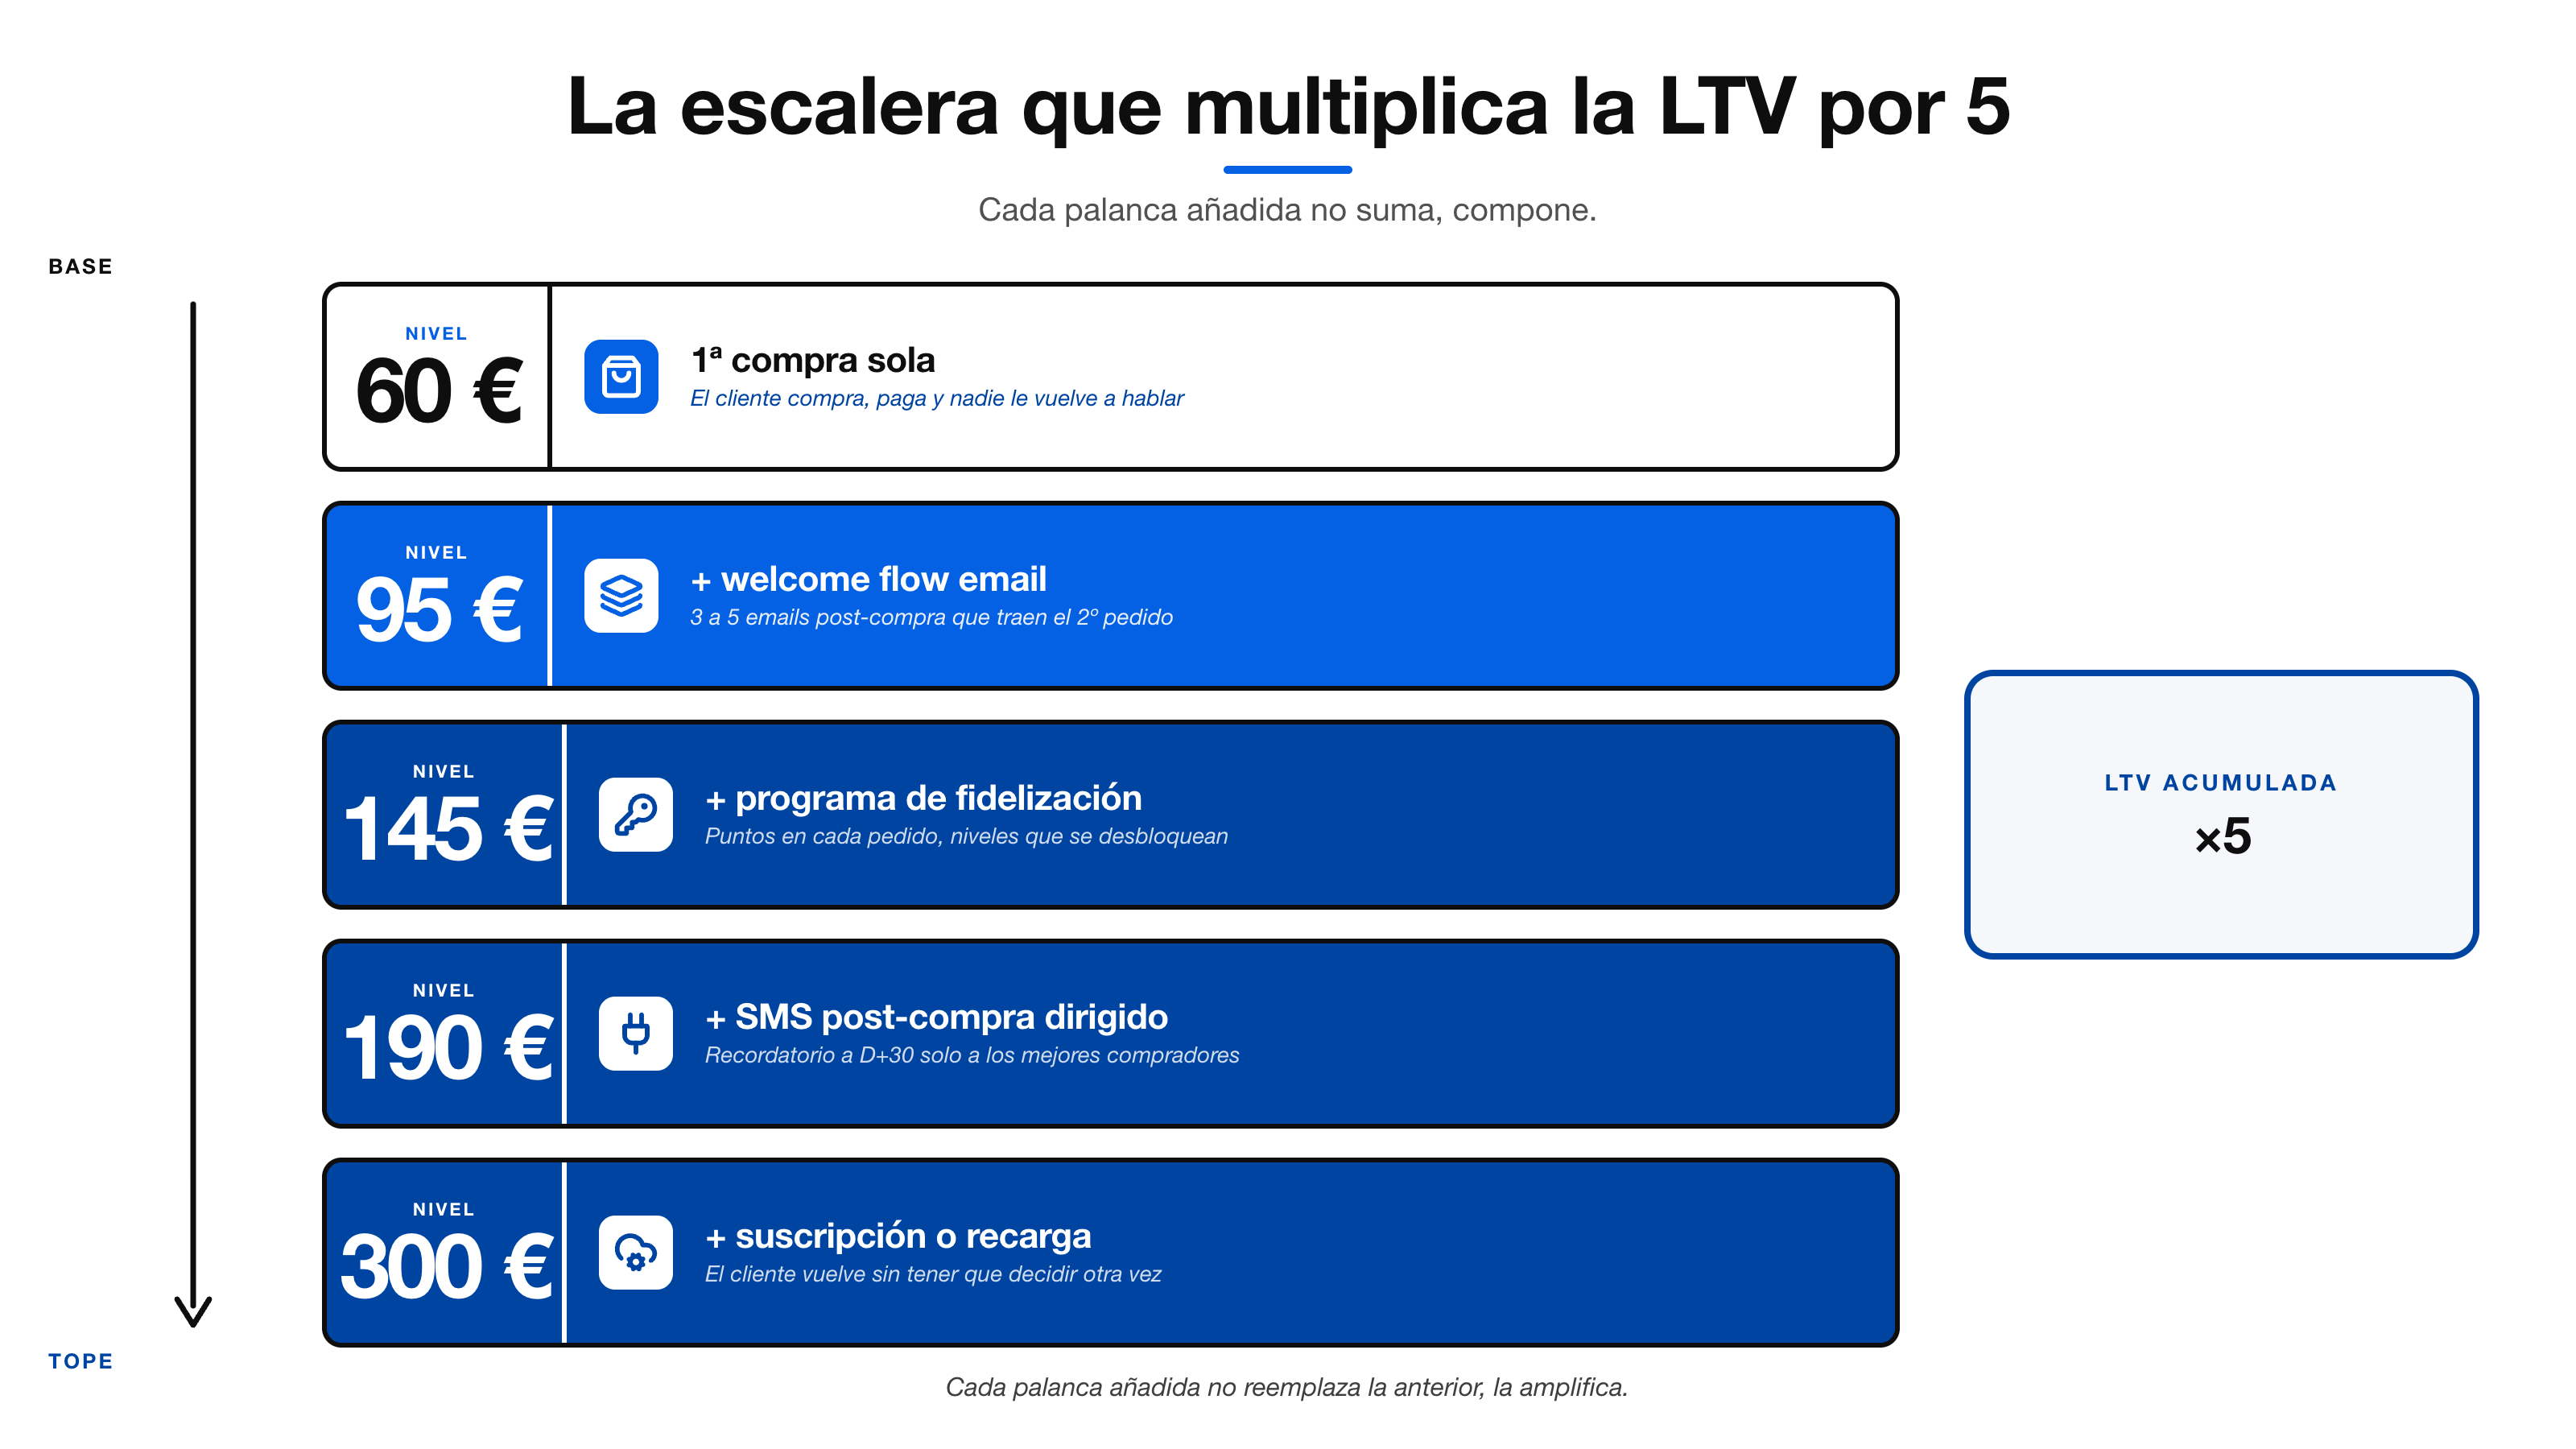 La escalera que multiplica la LTV por 5
Cada palanca añadida no suma, compone.
BASE
NIVEL
60 €
1ª compra sola
El cliente compra, paga y nadie le vuelve a hablar
NIVEL
95 €
+ welcome flow email
3 a 5 emails post-compra que traen el 2º pedido
NIVEL
145 €
+ programa de fidelización
Puntos en cada pedido, niveles que se desbloquean
LTV ACUMULADA
×5
NIVEL
190 €
+ SMS post-compra dirigido
Recordatorio a D+30 solo a los mejores compradores
NIVEL
300 €
+ suscripción o recarga
El cliente vuelve sin tener que decidir otra vez
TOPE
Cada palanca añadida no reemplaza la anterior, la amplifica.